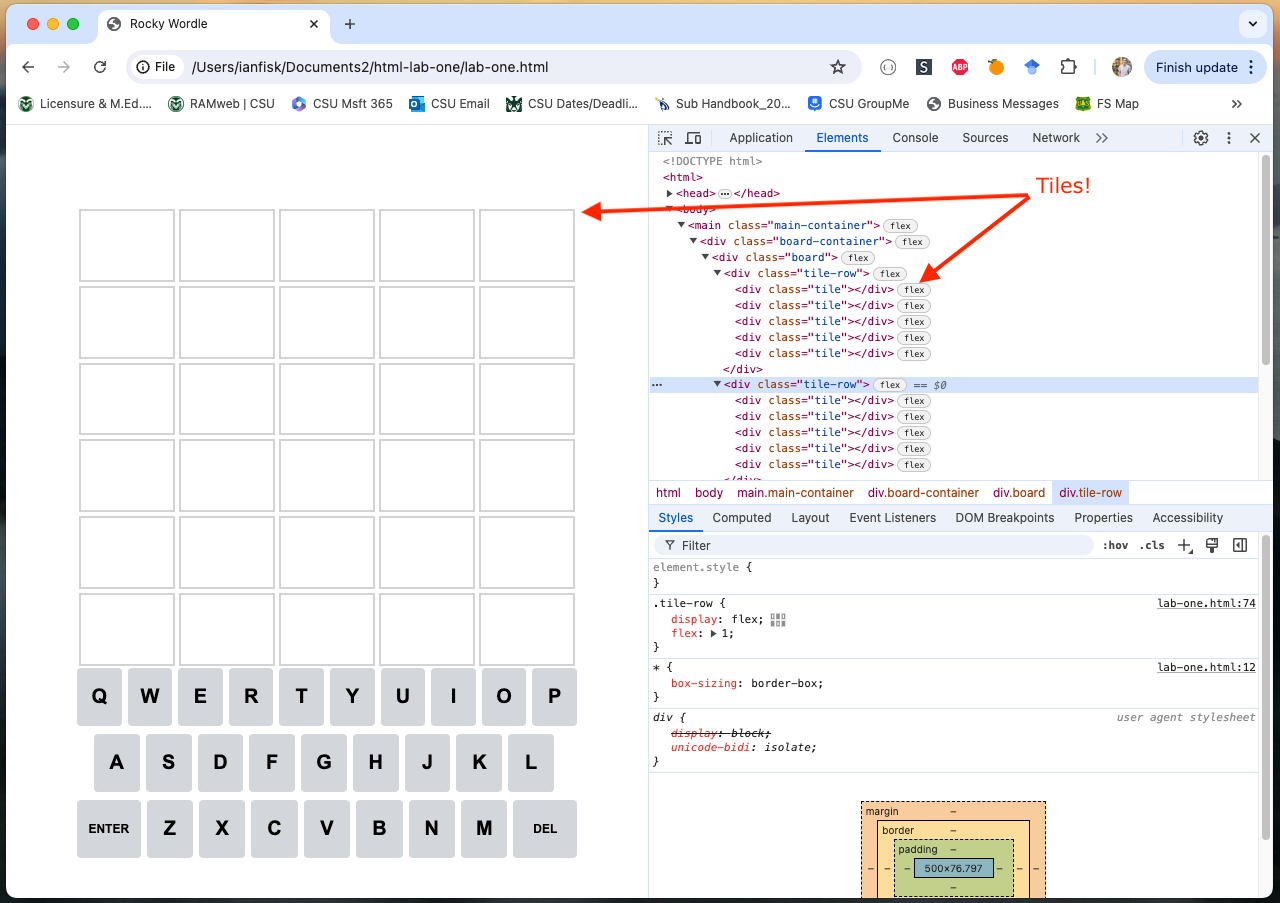 Rocky Wordle
File /Users/ianfisk/Documents2/html-lab-one/lab-one.html
S ABP Finish update
Licensure & M.Ed.... RAMweb | CSU CSU Msft 365 CSU Email CSU Dates/Deadli... Sub Handbook_20... CSU GroupMe Business Messages FS Map
Application Elements Console Sources Network
<!DOCTYPE html>
<html>
<head> ... </head>
<body>
<main class="main-container"> flex
<div class="board-container"> flex
<div class="board"> flex
<div class="tile-row"> flex
<div class="tile"></div> flex
<div class="tile"></div> flex
<div class="tile"></div> flex
<div class="tile"></div> flex
<div class="tile"></div> flex
</div>
... <div class="tile-row"> flex == $0
<div class="tile"></div> flex
<div class="tile"></div> flex
<div class="tile"></div> flex
<div class="tile"></div> flex
<div class="tile"></div> flex
</div>
Tiles!
html body main.main-container div.board-container div.board div.tile-row
Styles Computed Layout Event Listeners DOM Breakpoints Properties Accessibility
Filter :hov .cls
element.style {
}
.tile-row { lab-one.html:74
display: flex;
flex: 1;
}
* { lab-one.html:12
box-sizing: border-box;
}
div { user agent stylesheet
display: block;
unicode-bidi: isolate;
}
margin –
border –
padding –
– – – 500×76.797 – – –
–
Q W E R T Y U I O P
A S D F G H J K L
ENTER Z X C V B N M DEL